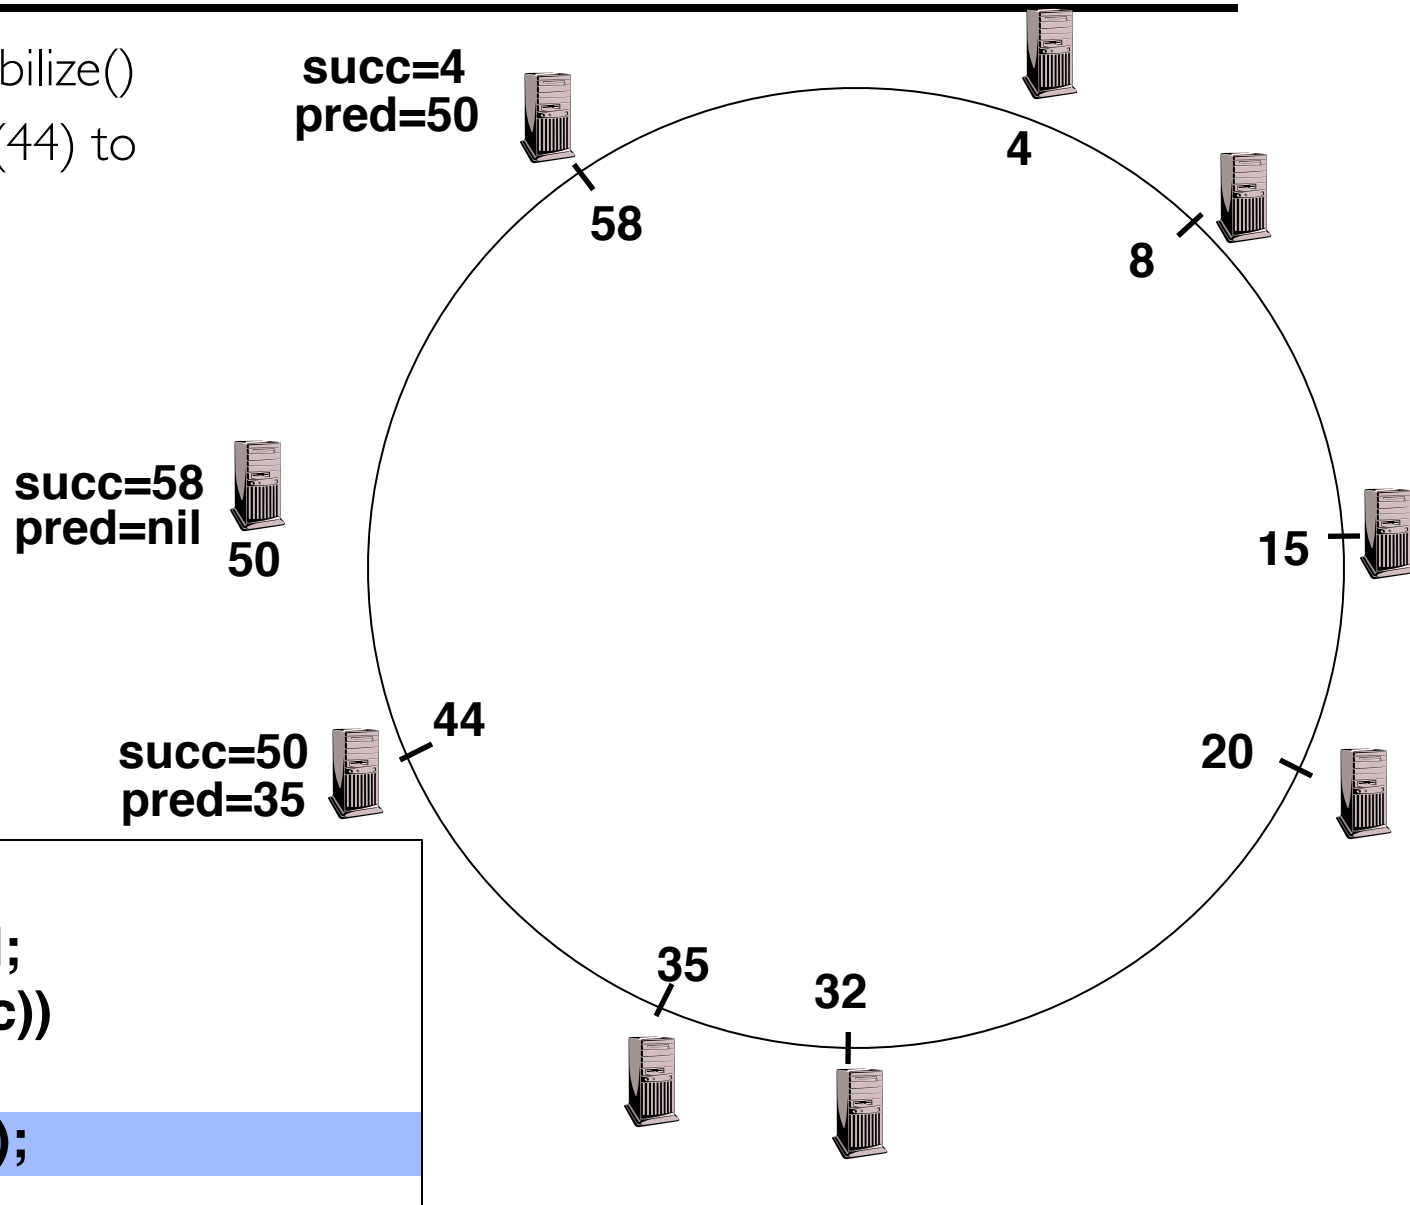 bilize()
(44) to
succ=4
pred=50
4
58
8
succ=58
pred=nil
50
15
44
succ=50
pred=35
20
;
c))
35
32
);